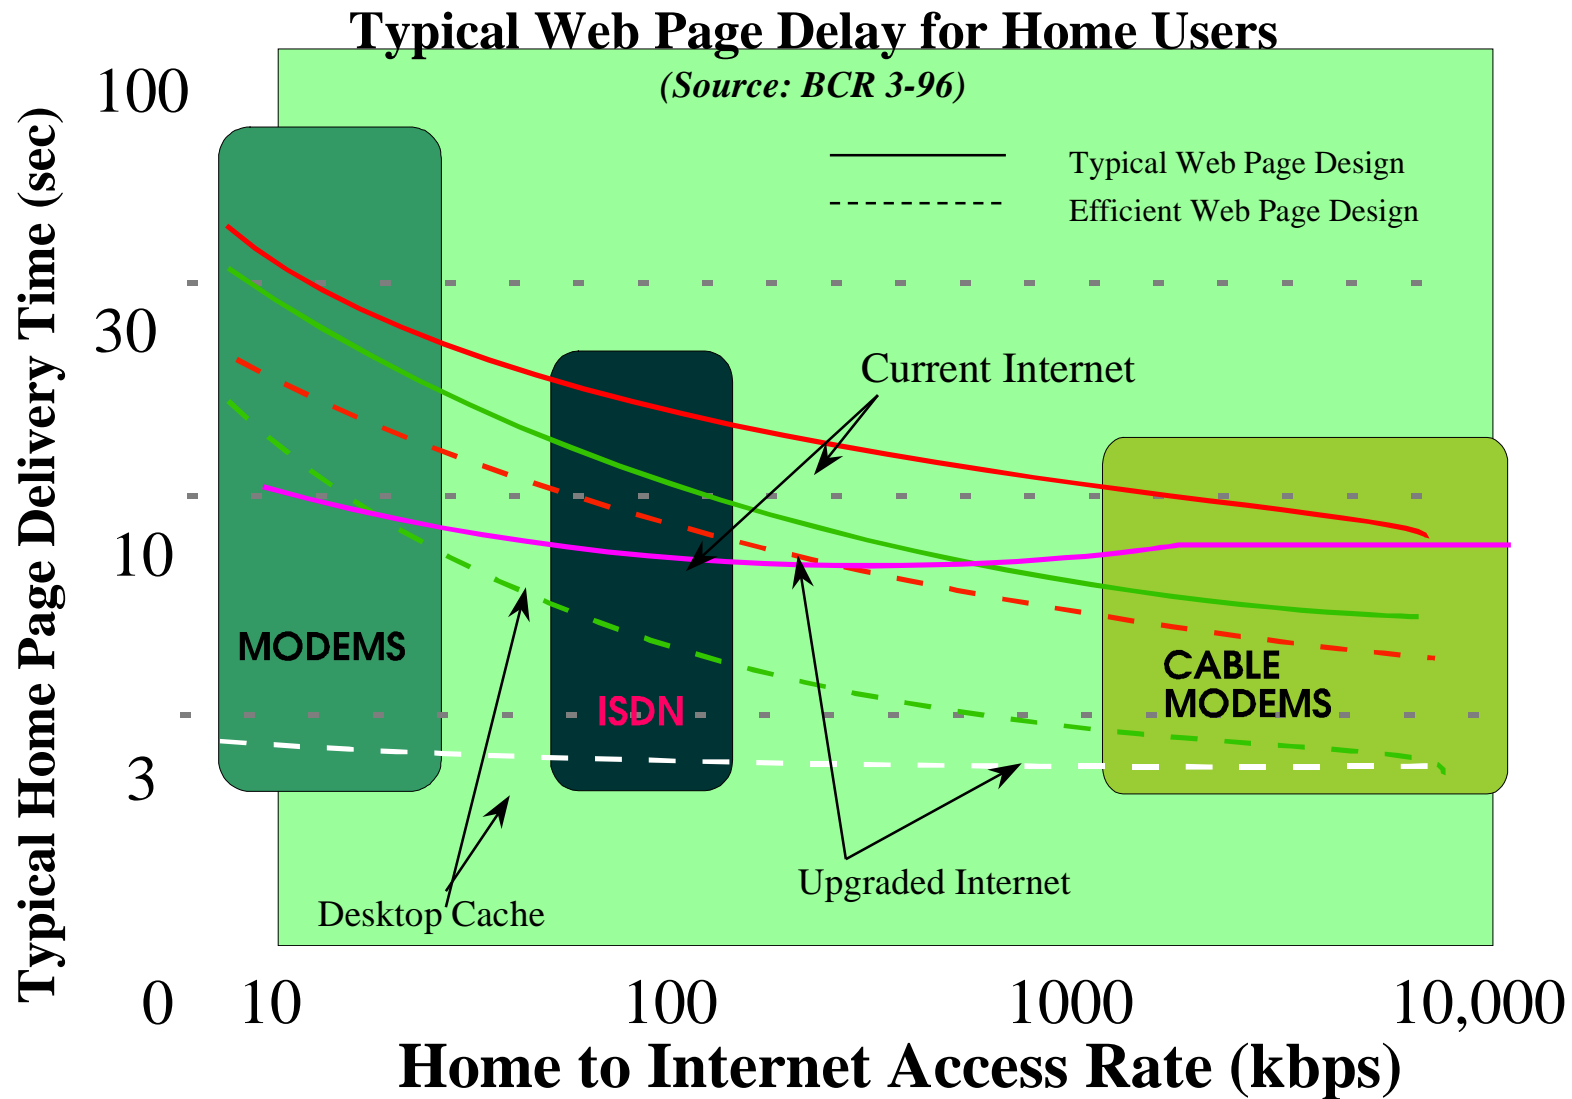 Typical Web Page Delay for Home Users
(Source: BCR 3-96)
Typical Home Page Delivery Time (sec)
100
30
10
3
0
Typical Web Page Design
Efficient Web Page Design
Current Internet
MODEMS
ISDN
CABLE
MODEMS
Upgraded Internet
Desktop Cache
10
100
1000
10,000
Home to Internet Access Rate (kbps)